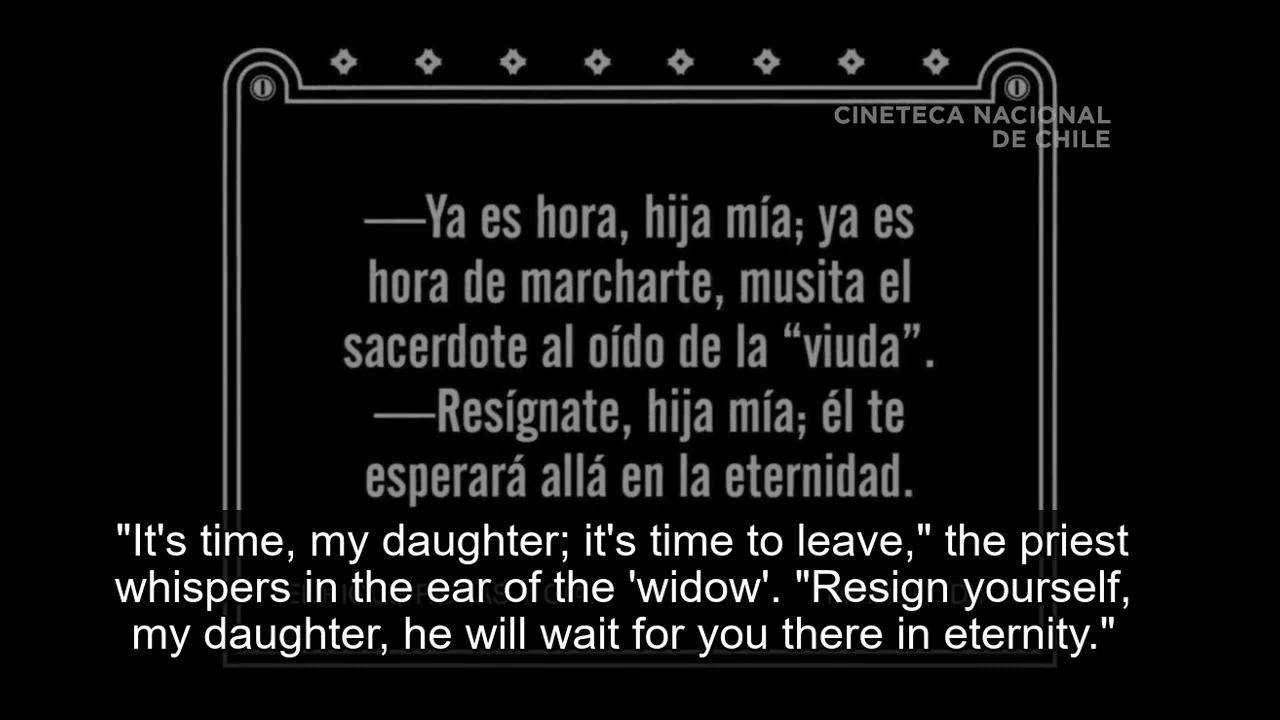 CINETECA NACIONAL
DE CHILE
—Ya es hora, hija mía; ya es
hora de marcharte, musita el
sacerdote al oído de la “viuda”.
—Resígnate, hija mía; él te
esperará allá en la eternidad.
"It's time, my daughter; it's time to leave," the priest
whispers in the ear of the 'widow'. "Resign yourself,
my daughter, he will wait for you there in eternity."